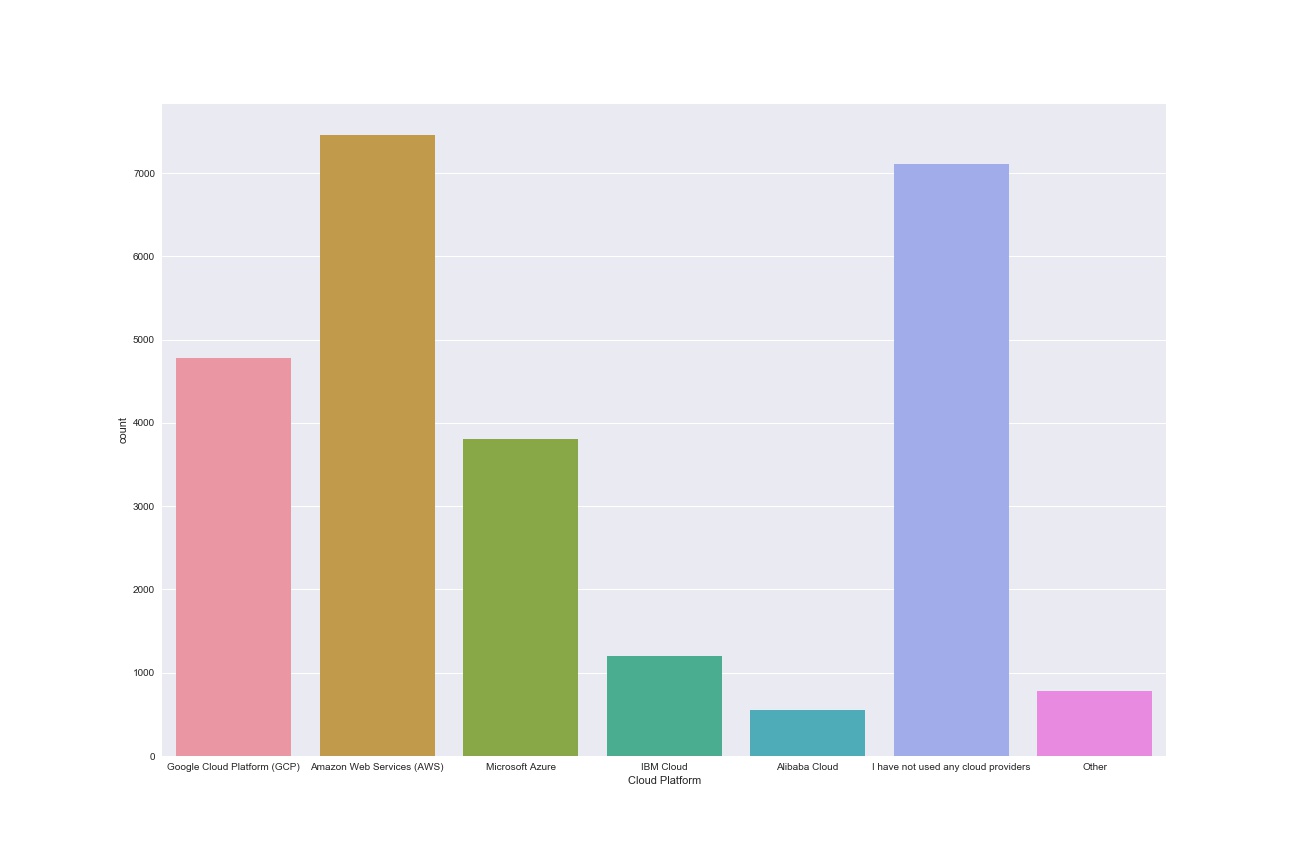 7000
6000
5000
4000
3000
2000
1000
0
count
Google Cloud Platform (GCP) Amazon Web Services (AWS) Microsoft Azure IBM Cloud Alibaba Cloud I have not used any cloud providers Other
Cloud Platform